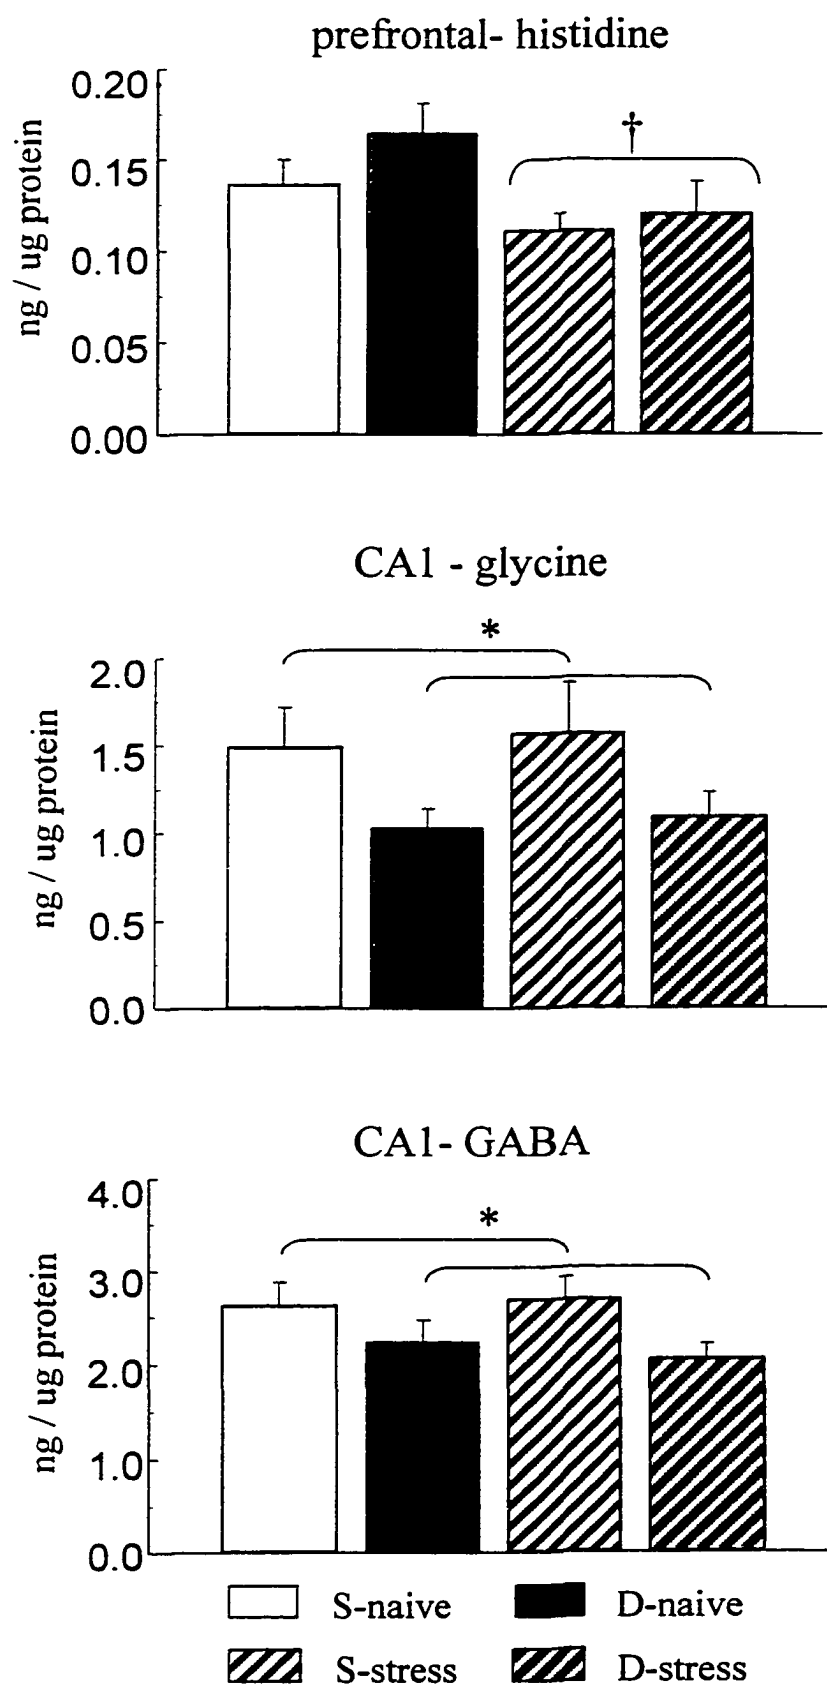 prefrontal- histidine
†
ng / ug protein
0.20
0.15
0.10
0.05
0.00
CA1 - glycine
*
ng / ug protein
2.0
1.5
1.0
0.5
0.0
CA1- GABA
*
ng / ug protein
4.0
3.0
2.0
1.0
0.0
S-naive D-naive
S-stress D-stress